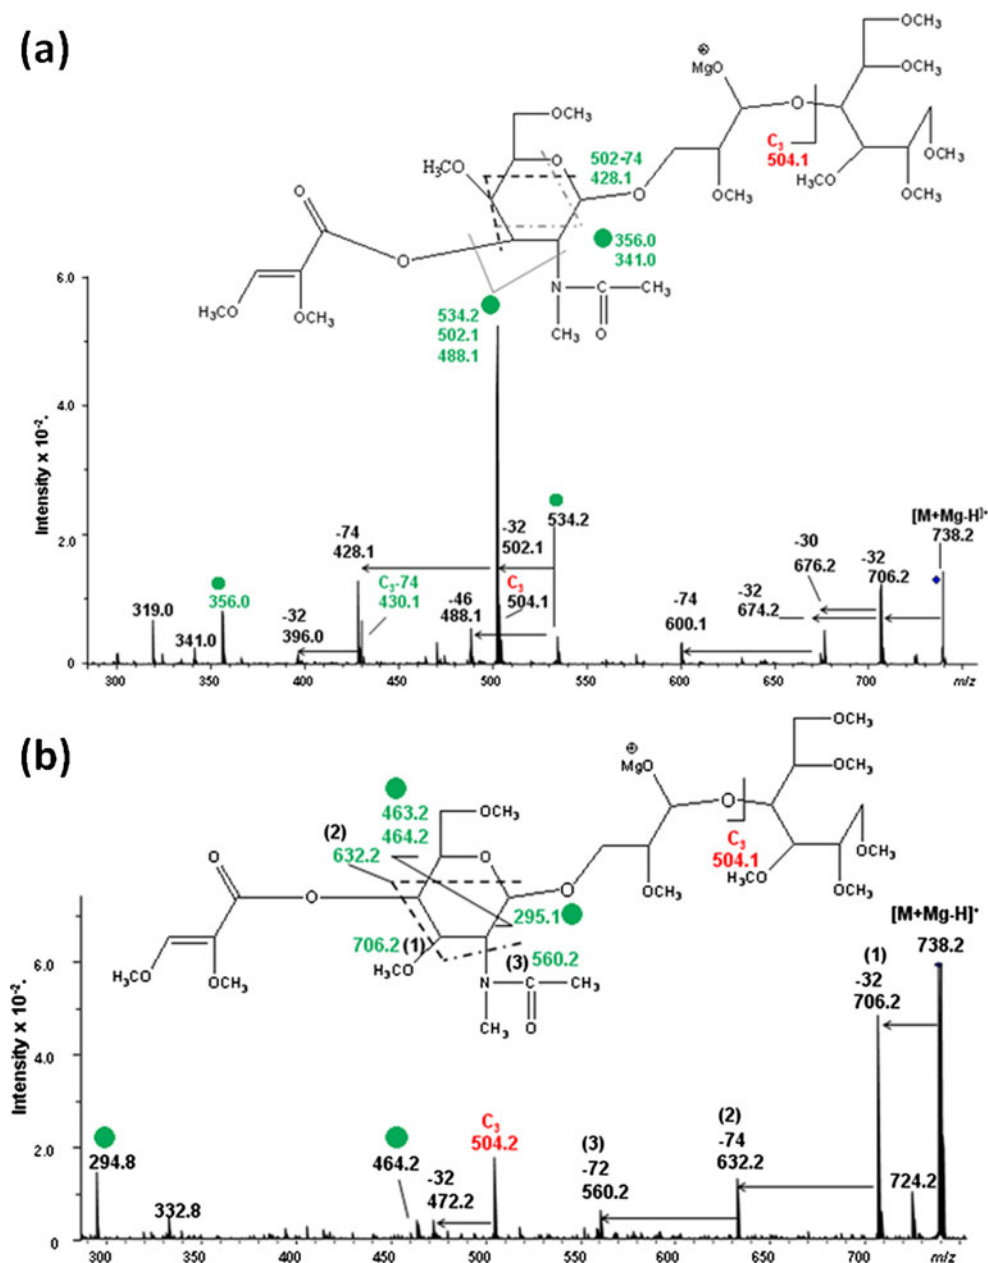 (a)
OCH₃
⊕
MgO
OCH₃
O
C₃
504.1
OCH₃
H₃CO
OCH₃
OCH₃
OCH₃
H₃CO
O
502-74
428.1
O
OCH₃
356.0
341.0
O
O
N
C
CH₃
CH₃
O
H₃CO
OCH₃
534.2
502.1
488.1
6.0
4.0
2.0
0
Intensity x 10⁻².
319.0
341.0
356.0
-32
396.0
-74
428.1
C₃-74
430.1
-46
488.1
-32
502.1
C₃
504.1
534.2
-74
600.1
-32
674.2
-30
676.2
-32
706.2
[M+Mg-H]⁺
738.2
300
350
400
450
500
550
600
650
700
m/z
(b)
OCH₃
⊕
MgO
OCH₃
O
C₃
504.1
OCH₃
H₃CO
OCH₃
OCH₃
463.2
464.2
OCH₃
(2)
632.2
O
O
OCH₃
295.1
O
O
706.2
(1)
H₃CO
(3)
560.2
N
C
CH₃
CH₃
O
H₃CO
OCH₃
6.0
4.0
2.0
0
Intensity x 10⁻².
294.8
332.8
464.2
-32
472.2
C₃
504.2
(3)
-72
560.2
(2)
-74
632.2
(1)
-32
706.2
724.2
[M+Mg-H]⁺
738.2
300
350
400
450
500
550
600
650
700
m/z